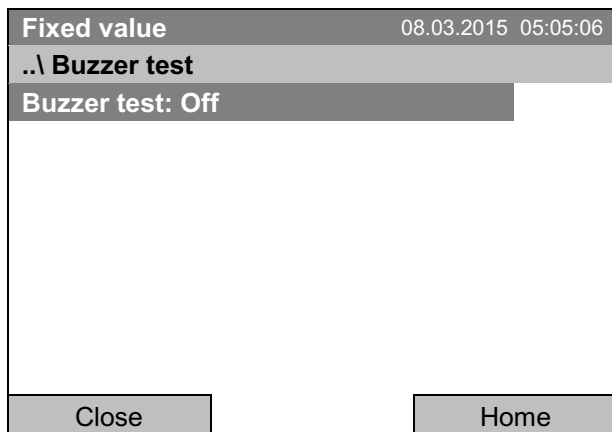 Fixed value 08.03.2015 05:05:06
..\ Buzzer test
Buzzer test: Off
Close Home